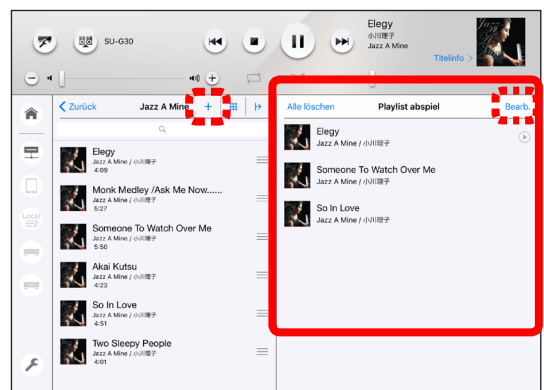 Elegy
小川理子
Jazz A Mine
SU-G30
Titelinfo >
Zurück
Jazz A Mine
Alle löschen
Playlist abspiel
Bearb.
Elegy
Jazz A Mine / 小川理子
4:09
Monk Medley /Ask Me Now......
Jazz A Mine / 小川理子
5:27
Someone To Watch Over Me
Jazz A Mine / 小川理子
5:50
Akai Kutsu
Jazz A Mine / 小川理子
4:23
So In Love
Jazz A Mine / 小川理子
4:51
Two Sleepy People
Jazz A Mine / 小川理子
4:01
Elegy
Jazz A Mine / 小川理子
Someone To Watch Over Me
Jazz A Mine / 小川理子
So In Love
Jazz A Mine / 小川理子
Local